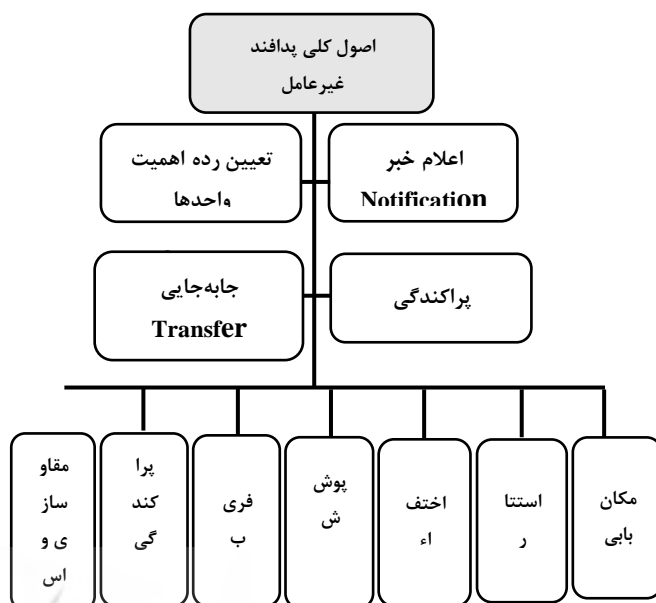 اصول کلی پدافند
غیرعامل
اعلام خبر
Notification
تعیین رده اهمیت
واحدها
پراکندگی
جابه‌جایی
Transfer
مکان
یابی
استتا
ر
اختف
اء
پوش
ش
فری
ب
پرا
کند
گی
مقاو
ساز
ی و
اس